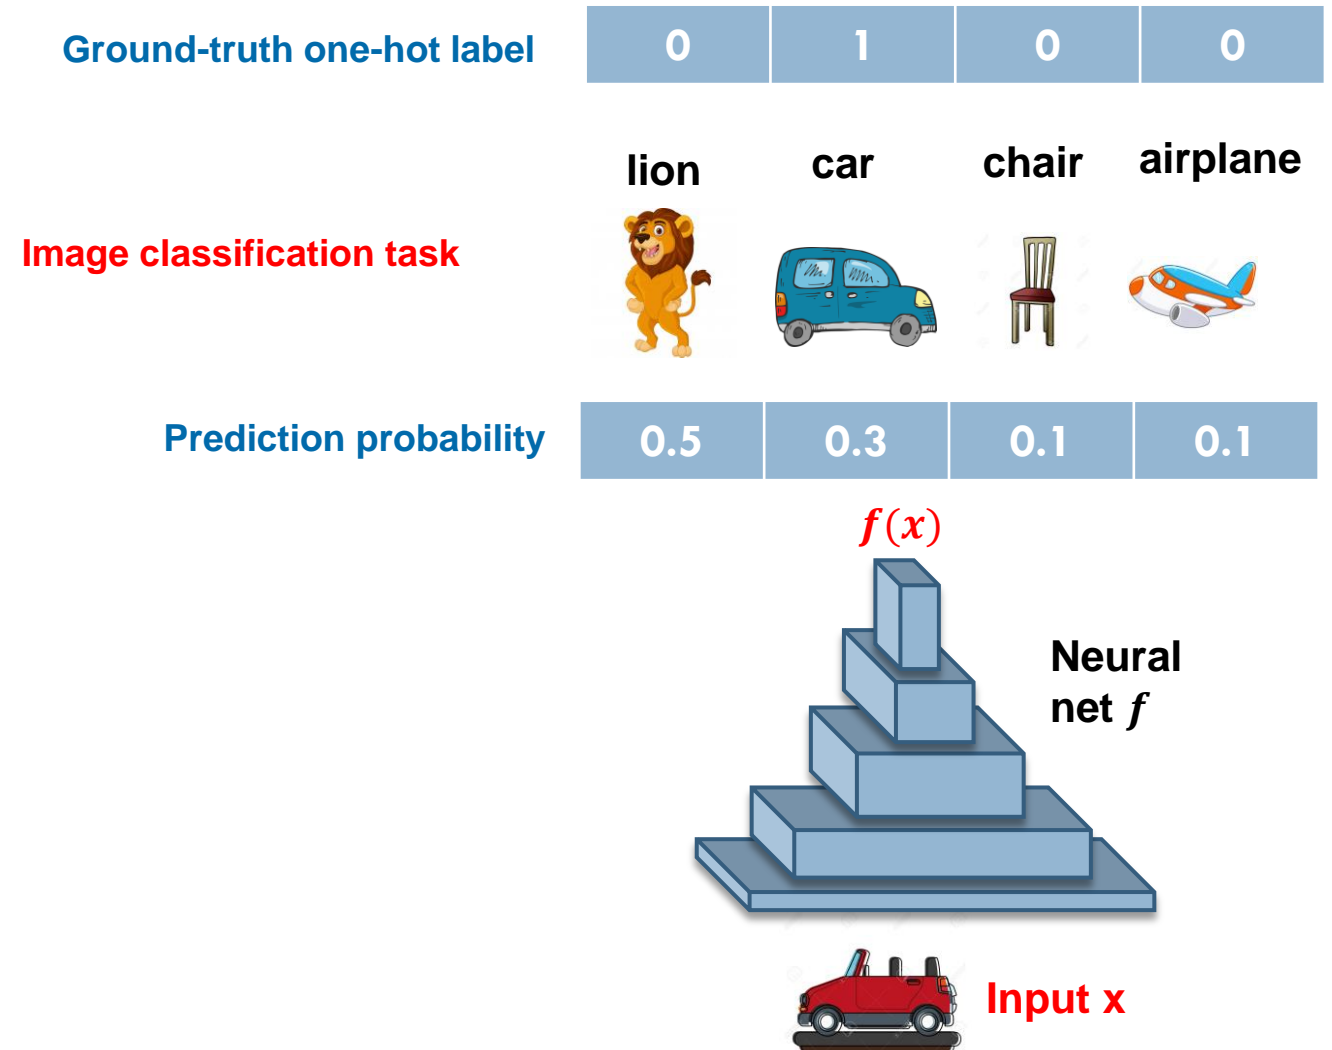 Ground-truth one-hot label
0 1 0 0
lion car chair airplane
Image classification task
Prediction probability
0.5 0.3 0.1 0.1
f(x)
Neural
net f
Input x